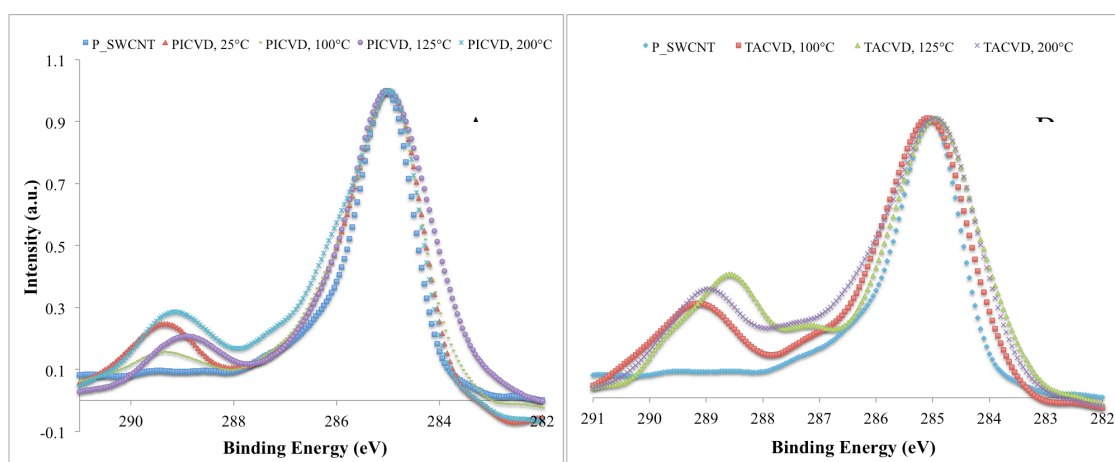 P_SWCNT PICVD, 25°C PICVD, 100°C PICVD, 125°C PICVD, 200°C
1.1
0.9
0.7
0.5
0.3
0.1
-0.1
Intensity (a.u.)
290 288 286 284 282
Binding Energy (eV)
P_SWCNT TACVD, 100°C TACVD, 125°C TACVD, 200°C
291 290 289 288 287 286 285 284 283 282
Binding Energy (eV)